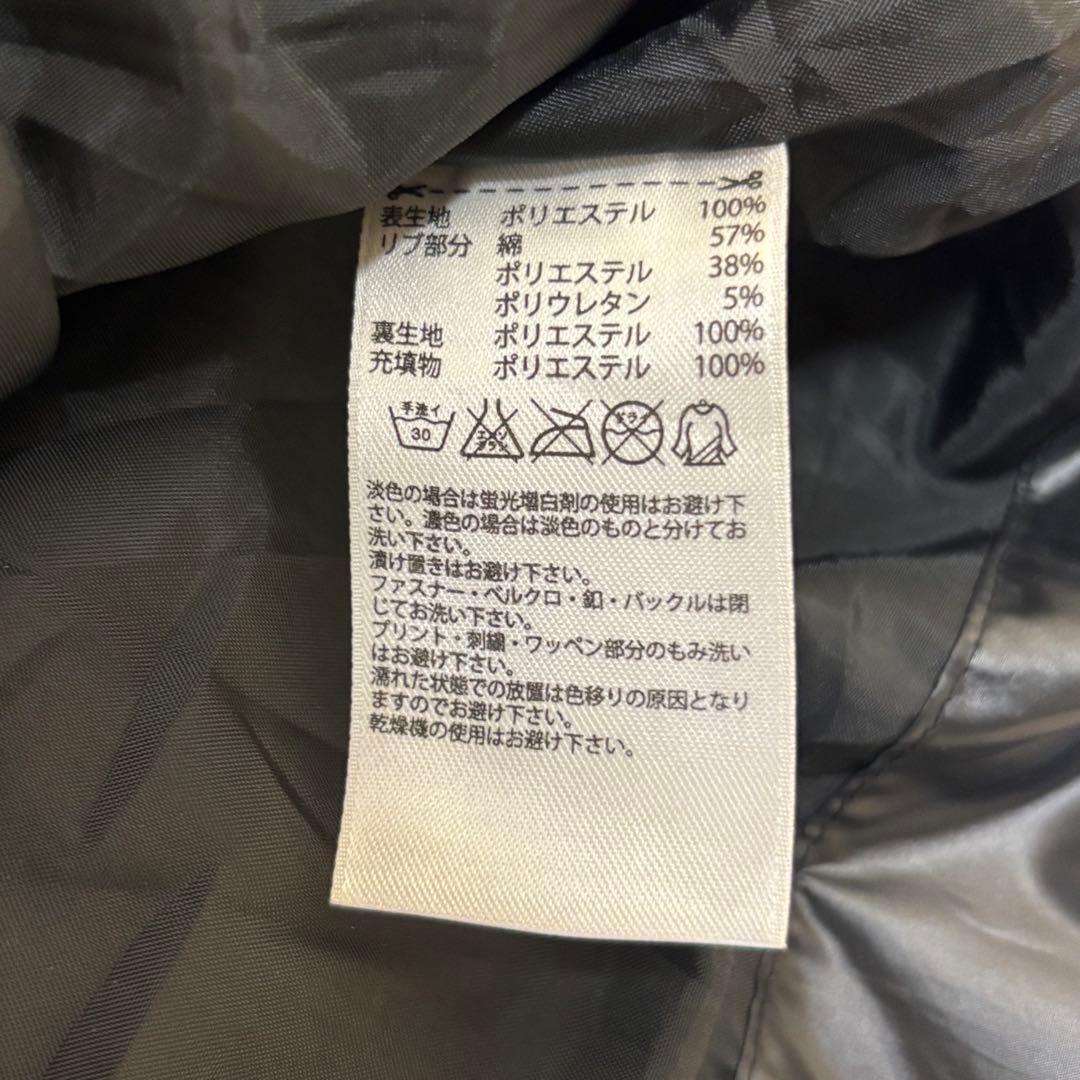 表生地 ポリエステル 100%
リブ部分 綿 57%
ポリエステル 38%
ポリウレタン 5%
裏生地 ポリエステル 100%
充填物 ポリエステル 100%
手洗イ 30 エンソサラシ ドライ
淡色の場合は蛍光増白剤の使用はお避け下
さい。濃色の場合は淡色のものと分けてお
洗い下さい。
漬け置きはお避け下さい。
ファスナー・ベルクロ・釦・バックルは閉
じてお洗い下さい。
プリント・刺繍・ワッペン部分のもみ洗い
はお避け下さい。
濡れた状態での放置は色移りの原因となり
ますのでお避け下さい。
乾燥機の使用はお避け下さい。